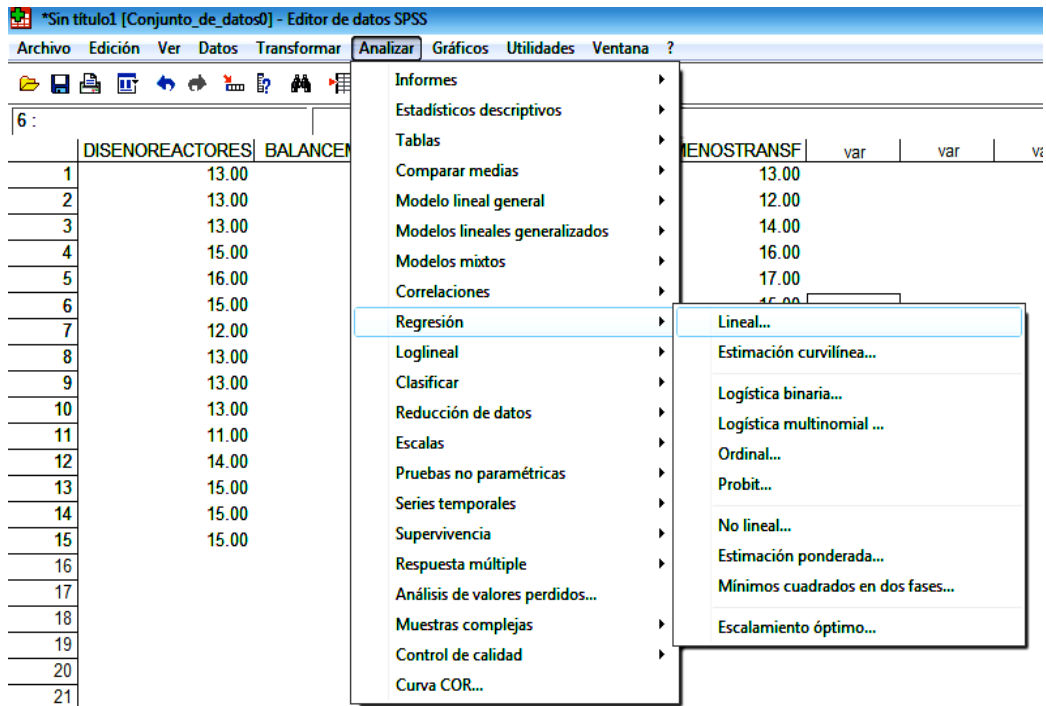 *Sin título1 [Conjunto_de_datos0] - Editor de datos SPSS
Archivo Edición Ver Datos Transformar Analizar Gráficos Utilidades Ventana ?
6 :
DISENOREACTORES BALANCEM MENOSTRANSF var var va
1 13.00 13.00
2 13.00 12.00
3 13.00 14.00
4 15.00 16.00
5 16.00 17.00
6 15.00 15.00
7 12.00
8 13.00
9 13.00
10 13.00
11 11.00
12 14.00
13 15.00
14 15.00
15 15.00
16
17
18
19
20
21
Informes
Estadísticos descriptivos
Tablas
Comparar medias
Modelo lineal general
Modelos lineales generalizados
Modelos mixtos
Correlaciones
Regresión
Loglineal
Clasificar
Reducción de datos
Escalas
Pruebas no paramétricas
Series temporales
Supervivencia
Respuesta múltiple
Análisis de valores perdidos...
Muestras complejas
Control de calidad
Curva COR...
Lineal...
Estimación curvilínea...
Logística binaria...
Logística multinomial ...
Ordinal...
Probit...
No lineal...
Estimación ponderada...
Mínimos cuadrados en dos fases...
Escalamiento óptimo...